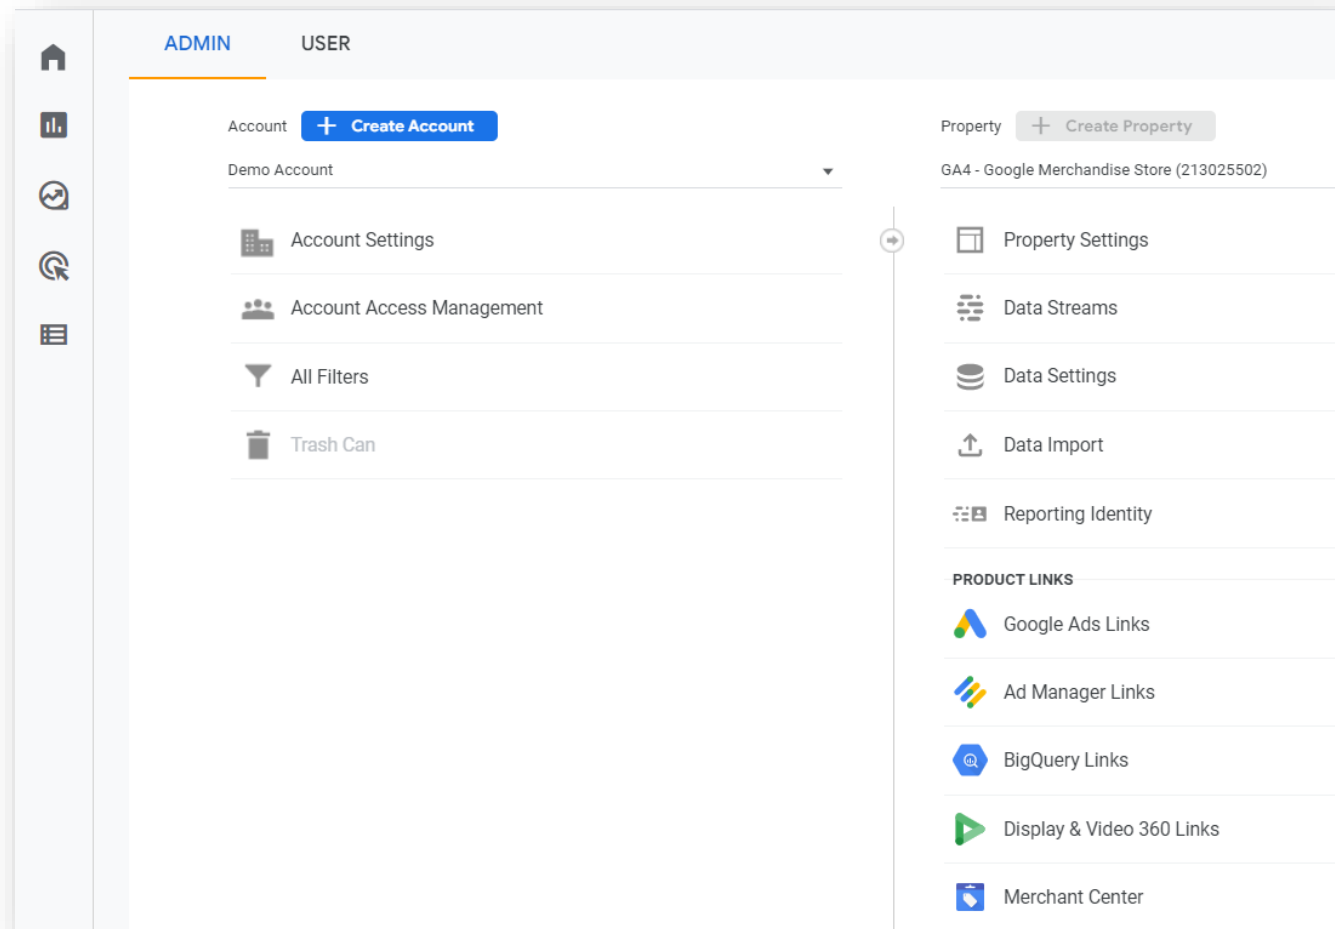 ADMIN
USER
Account
Create Account
Demo Account
Account Settings
Account Access Management
All Filters
Trash Can
Property
Create Property
GA4 - Google Merchandise Store (213025502)
Property Settings
Data Streams
Data Settings
Data Import
Reporting Identity
PRODUCT LINKS
Google Ads Links
Ad Manager Links
BigQuery Links
Display & Video 360 Links
Merchant Center